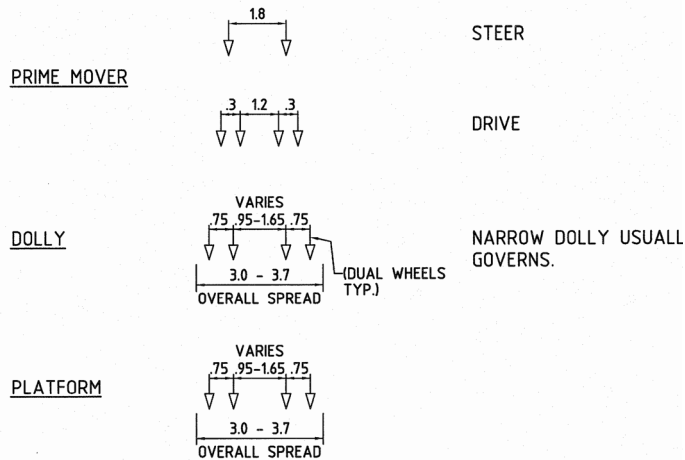 1.8
STEER
PRIME MOVER
.3 1.2 .3
DRIVE
VARIES
.75 .95-1.65 .75
DOLLY
NARROW DOLLY USUALL
GOVERNS.
(DUAL WHEELS
TYP.)
3.0 - 3.7
OVERALL SPREAD
VARIES
.75 .95-1.65 .75
PLATFORM
3.0 - 3.7
OVERALL SPREAD